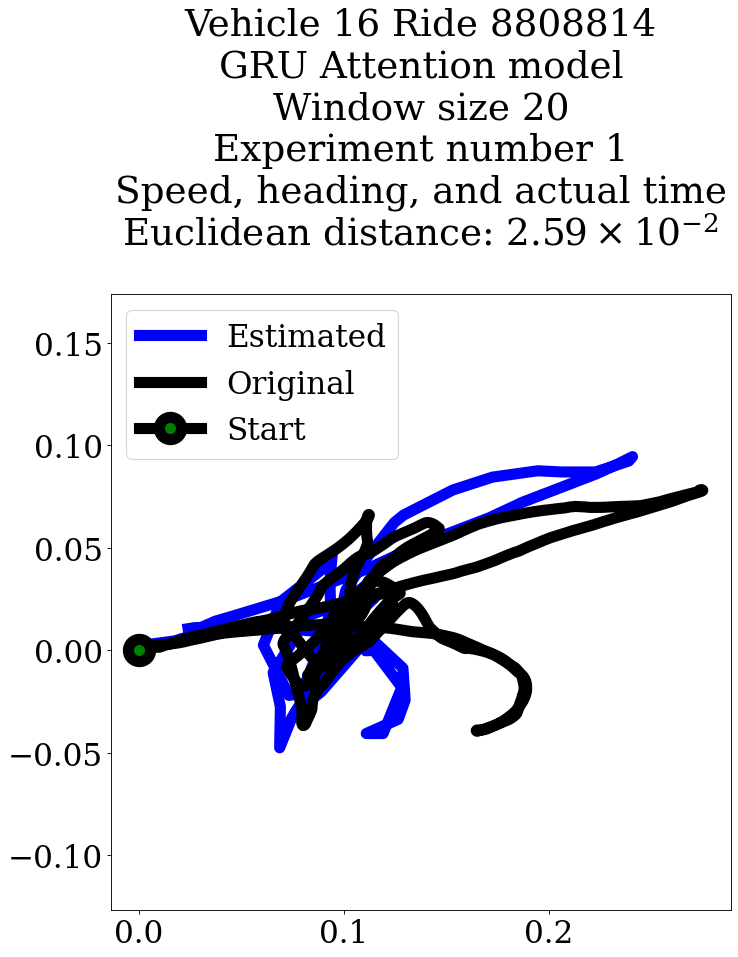 Vehicle 16 Ride 8808814
GRU Attention model
Window size 20
Experiment number 1
Speed, heading, and actual time
Euclidean distance: 2.59 × 10⁻²
Estimated
Original
Start
0.15
0.10
0.05
0.00
−0.05
−0.10
0.0 0.1 0.2